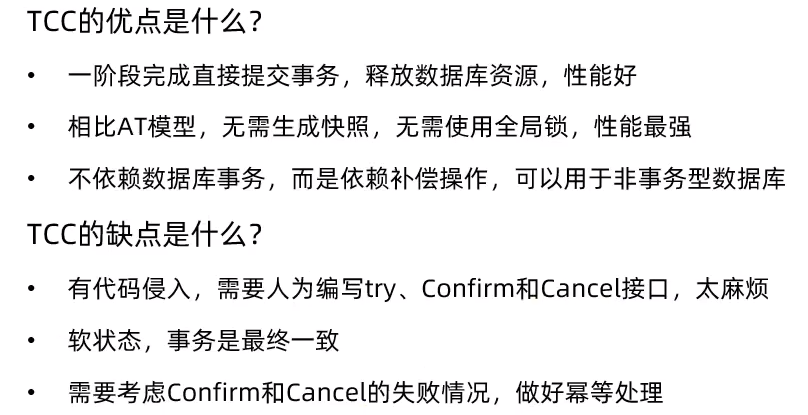 TCC的优点是什么?
• 一阶段完成直接提交事务，释放数据库资源，性能好
• 相比AT模型，无需生成快照，无需使用全局锁，性能最强
• 不依赖数据库事务，而是依赖补偿操作，可以用于非事务型数据库
TCC的缺点是什么?
• 有代码侵入，需要人为编写try、Confirm和Cancel接口，太麻烦
• 软状态，事务是最终一致
• 需要考虑Confirm和Cancel的失败情况，做好幂等处理